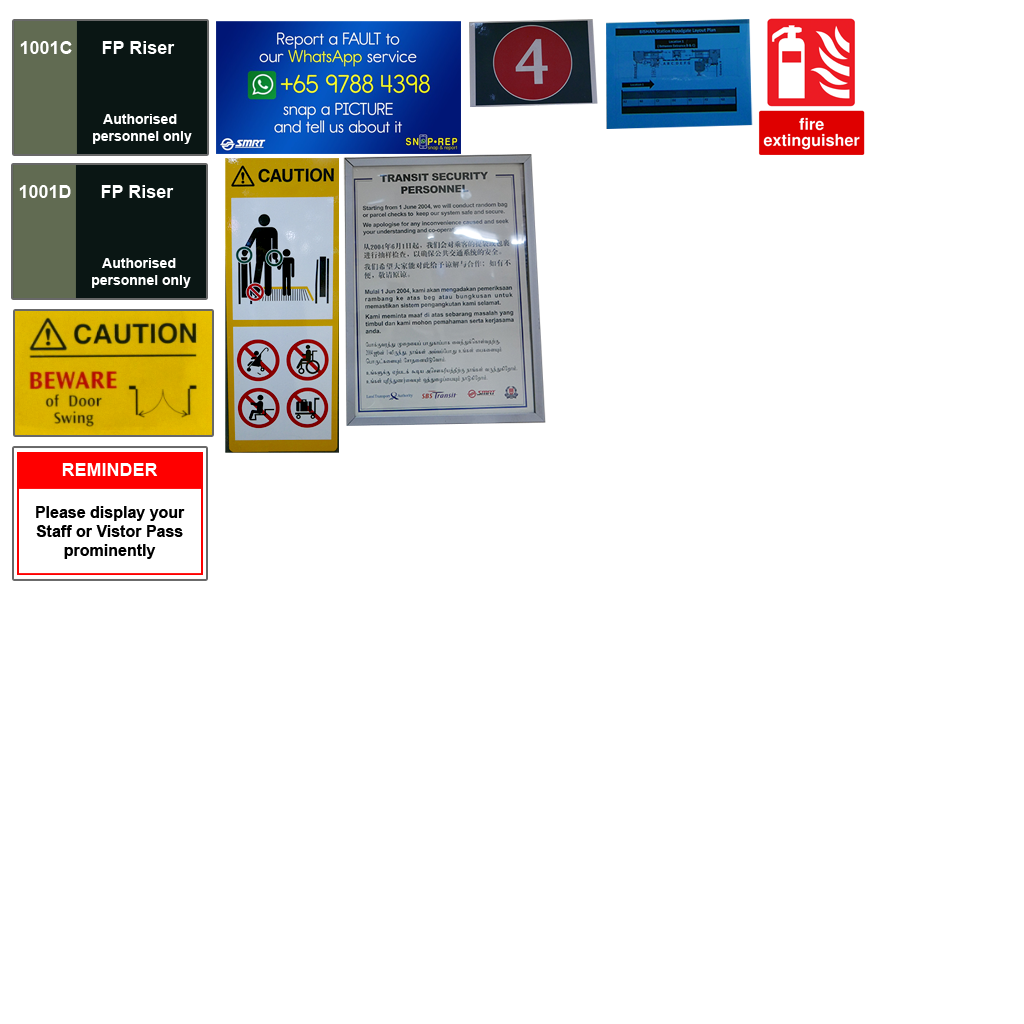 1001C
FP Riser
Authorised
personnel only
1001D
FP Riser
Authorised
personnel only
CAUTION
BEWARE
of Door
Swing
REMINDER
Please display your
Staff or Vistor Pass
prominently
Report a FAULT to
our WhatsApp service
+65 9788 4398
snap a PICTURE
and tell us about it
SMRT
SNAP•REP
snap & report
CAUTION
TRANSIT SECURITY
PERSONNEL
Starting from 1 June 2004, we will conduct random bag
or parcel checks to keep our system safe and secure.
We apologise for any inconvenience caused and seek
your understanding and
从2004年6月1日起，我们会对乘客的
进行抽样检查，以确保公共交通系统的安全。
我们希望大家能对此给予谅解与合作；如有不
便，敬请原谅。
Mulai 1 Jun 2004, kami akan mengadakan pemeriksaan
rambang ke atas beg atau bungkusan untuk
memastikan sistem pengangkutan kami selamat.
Kami meminta maaf di atas sebarang masalah yang
timbul dan kami mohon pemahaman serta kerjasama
anda.
Land Transport Authority
SBS Transit
SMRT
4
BISHAN Station Floodgate Layout Plan
fire
extinguisher